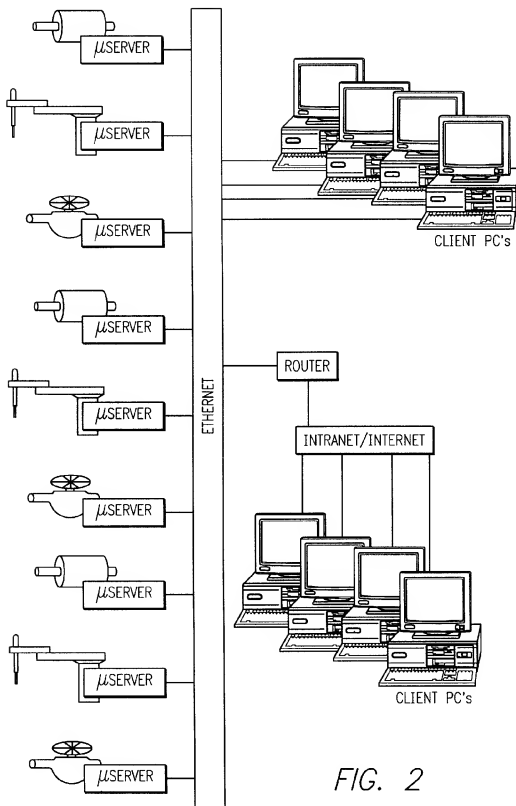 μSERVER
μSERVER
μSERVER
μSERVER
μSERVER
μSERVER
μSERVER
μSERVER
μSERVER
ETHERNET
CLIENT PC's
ROUTER
INTRANET/INTERNET
CLIENT PC's
FIG. 2